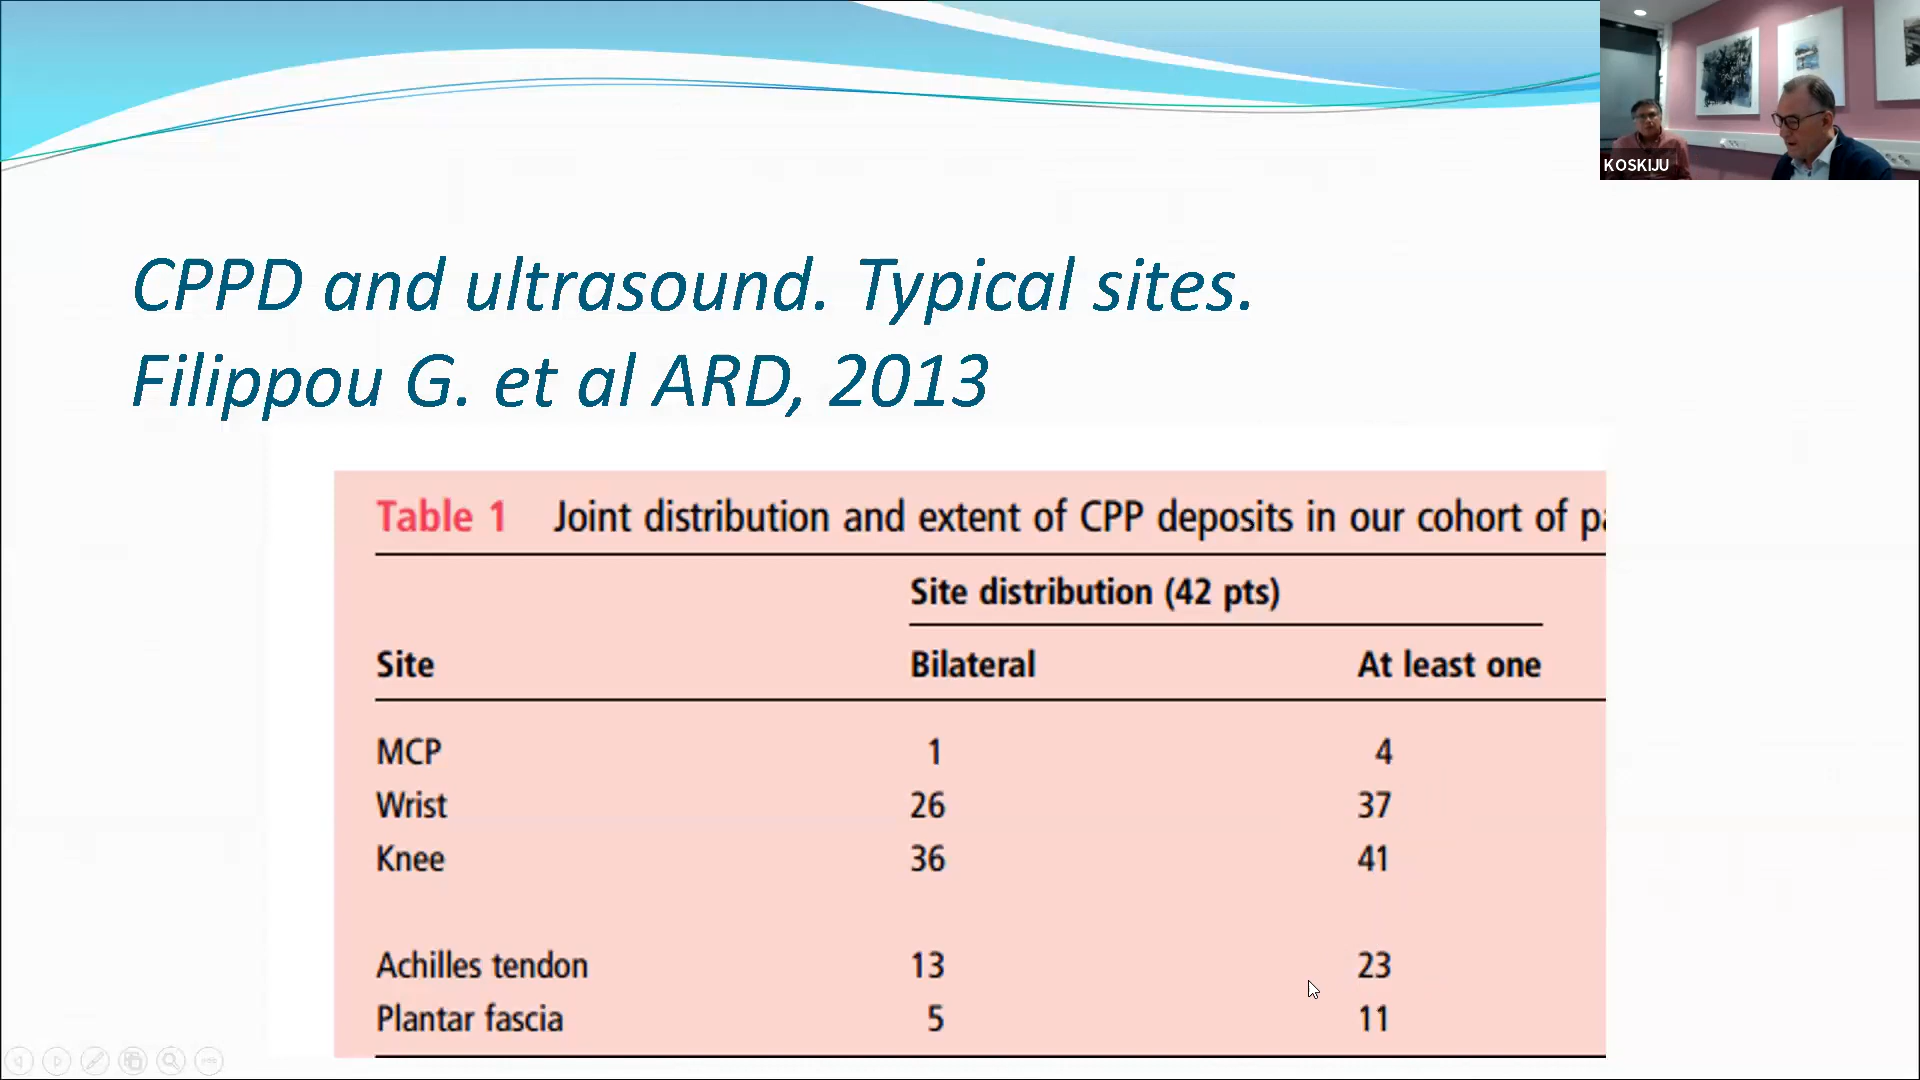 KOSKIJU
CPPD and ultrasound. Typical sites.
Filippou G. et al ARD, 2013
Table 1 Joint distribution and extent of CPP deposits in our cohort of
Site distribution (42 pts)
Site Bilateral At least one
MCP 1 4
Wrist 26 37
Knee 36 41
Achilles tendon 13 23
Plantar fascia 5 11